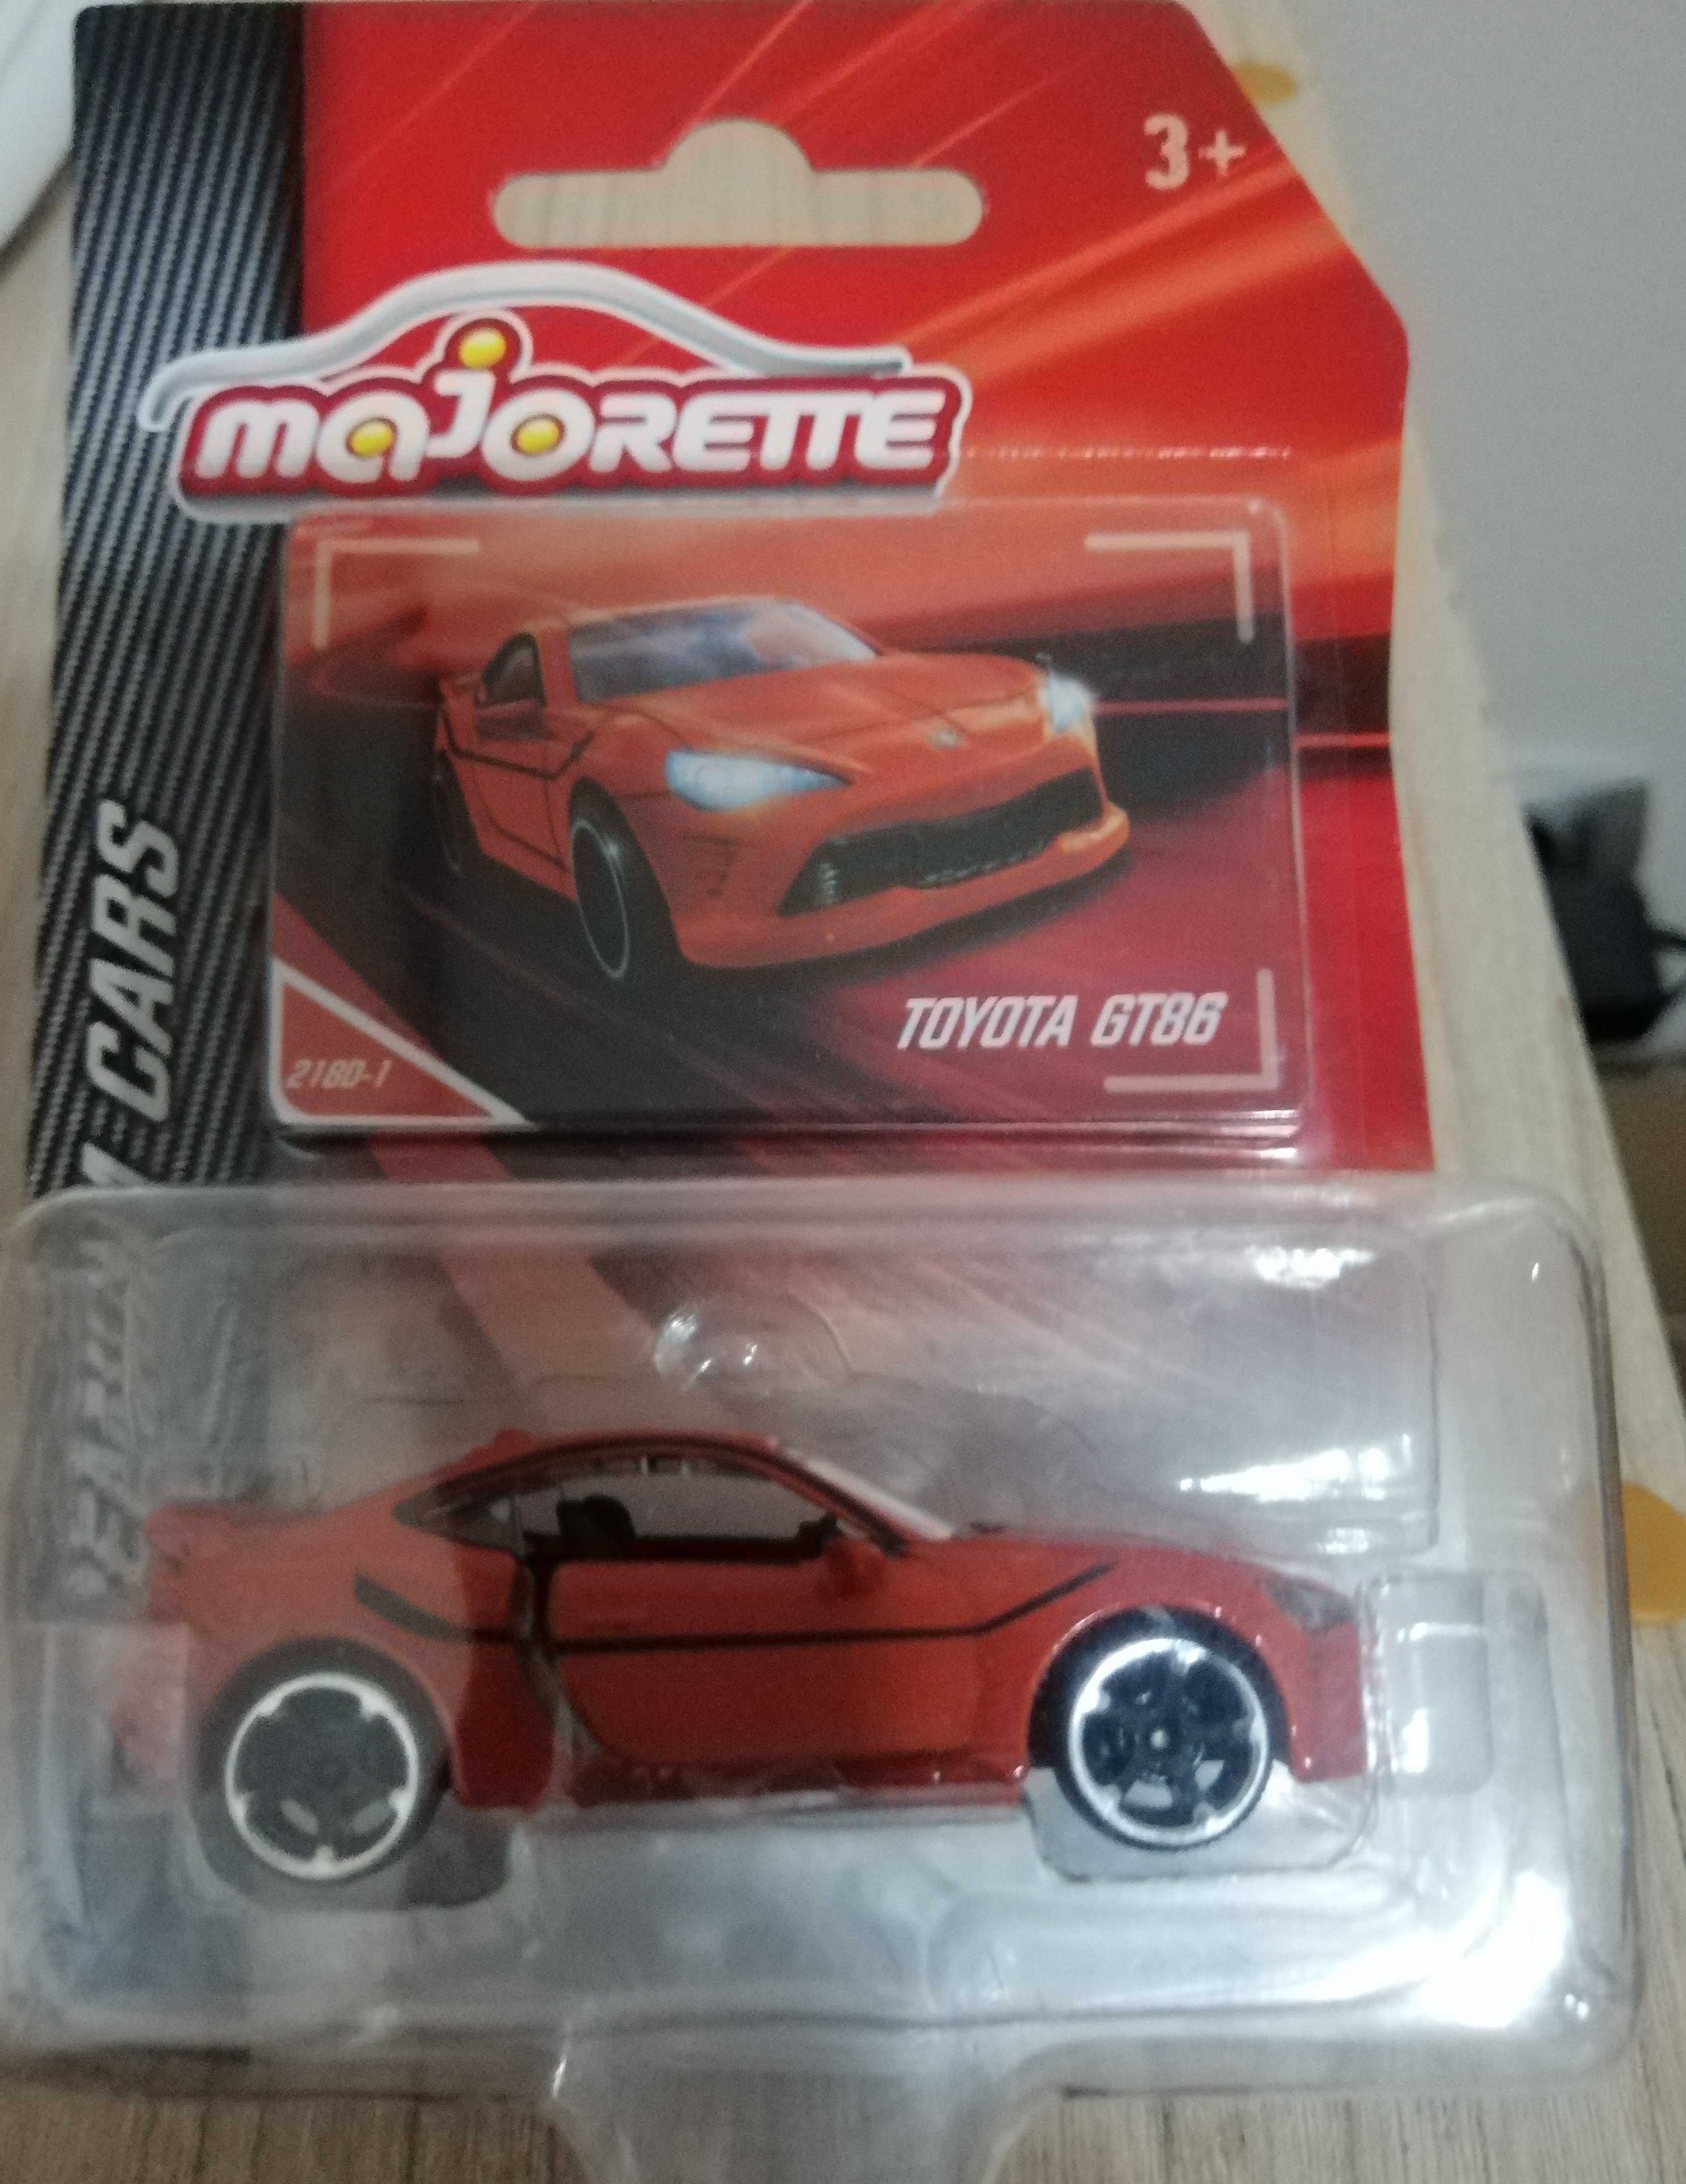 3+
majorette
TOYOTA GT86
218D-1
CARS